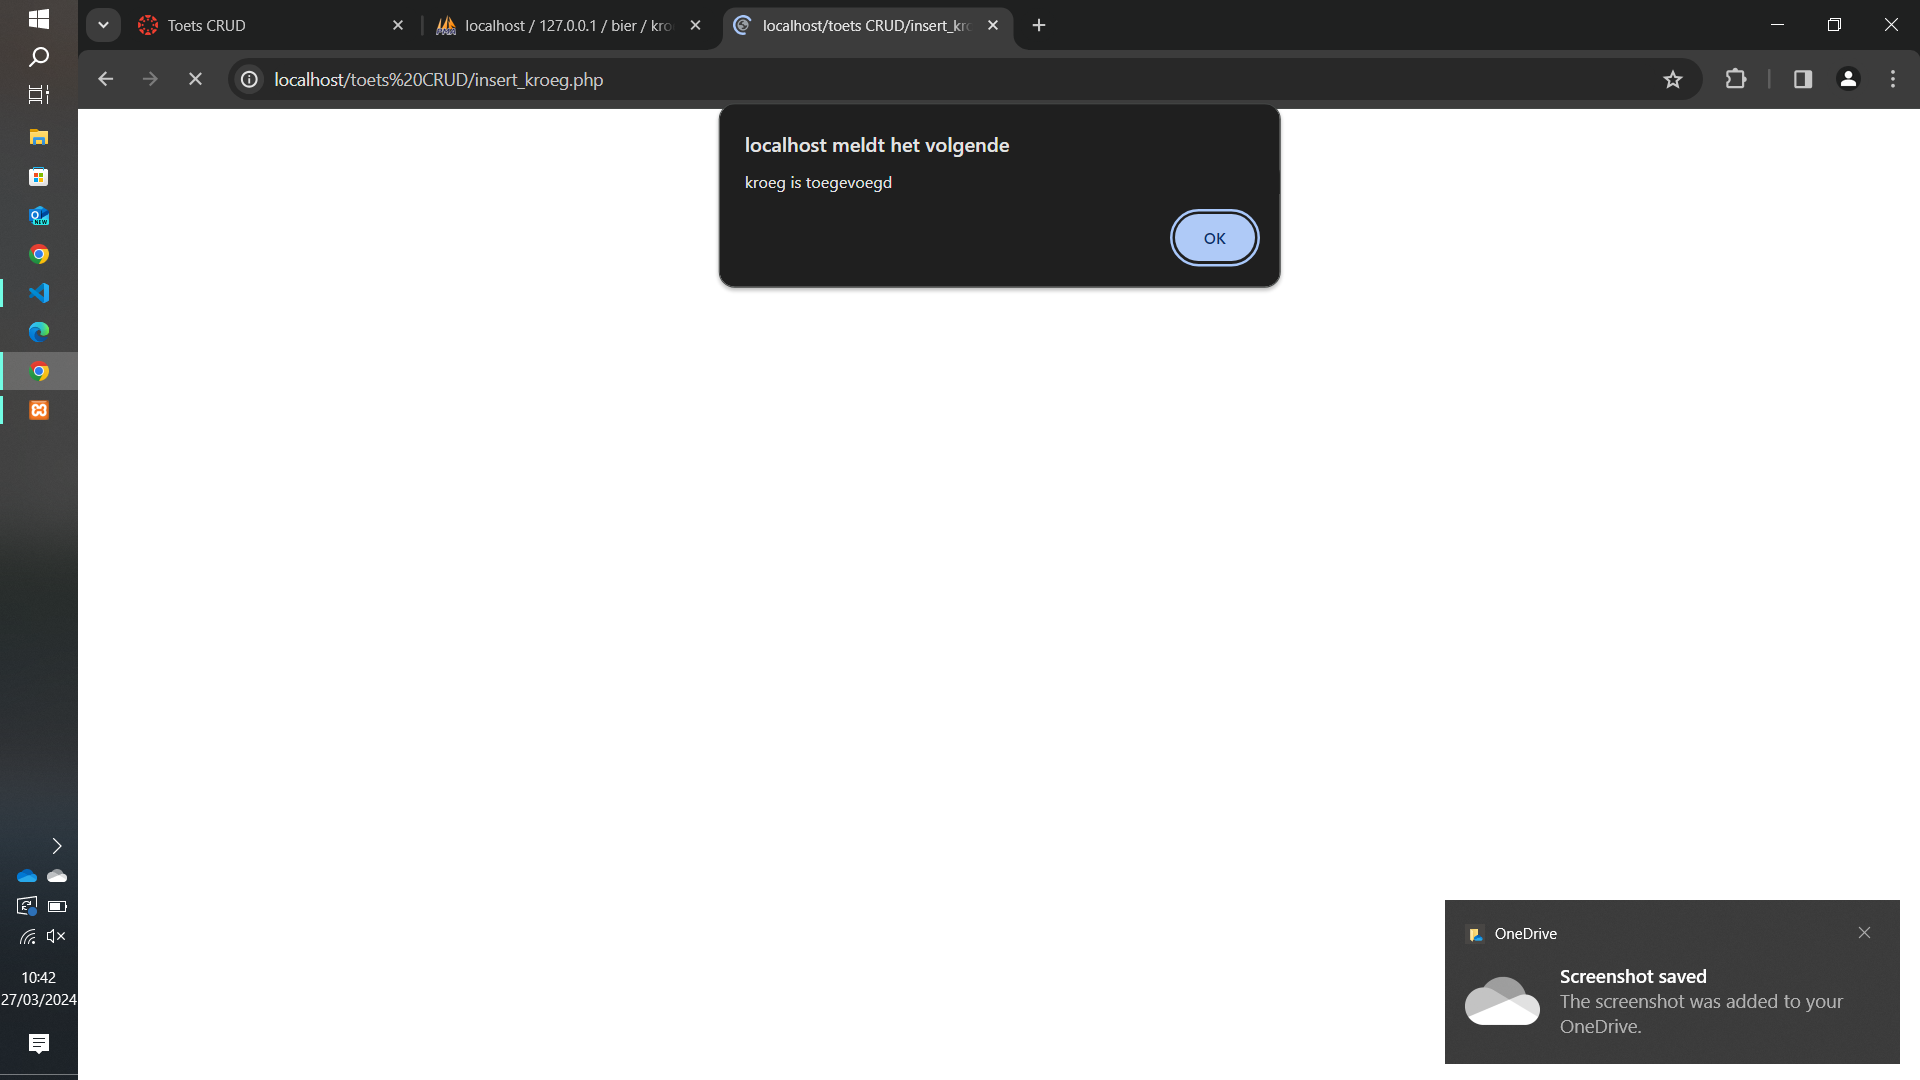 Toets CRUD
localhost / 127.0.0.1 / bier / kro
localhost/toets CRUD/insert_kro
localhost/toets%20CRUD/insert_kroeg.php
localhost meldt het volgende
kroeg is toegevoegd
OK
NEW
10:42
27/03/2024
OneDrive
Screenshot saved
The screenshot was added to your
OneDrive.